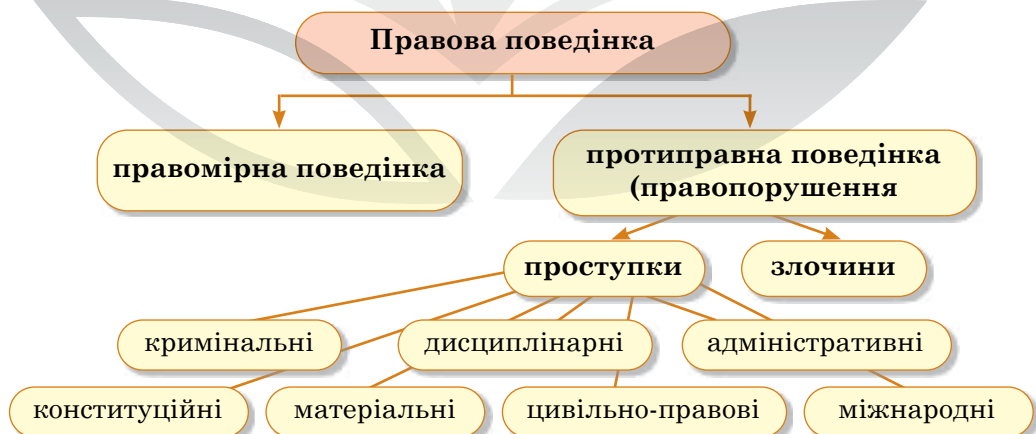 Правова поведінка
правомірна поведінка
протиправна поведінка
(правопорушення
проступки
злочини
кримінальні
дисциплінарні
адміністративні
конституційні
матеріальні
цивільно-правові
міжнародні